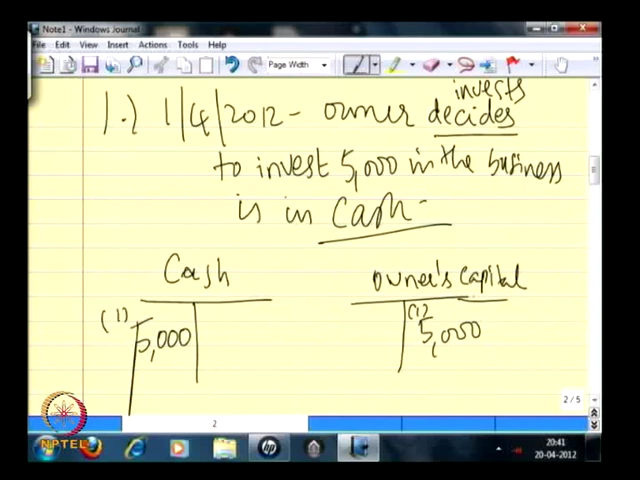 Note1 - Windows Journal
File Edit View Insert Actions Tools Help
Page Width
invests
1.) 1/4/2012 - owner decides
to invest 5,000 in the business
is in cash -
Cash owner's capital
(1) 5,000 (1) 5,000
2 / 5
2
NPTEL
20:41
20-04-2012